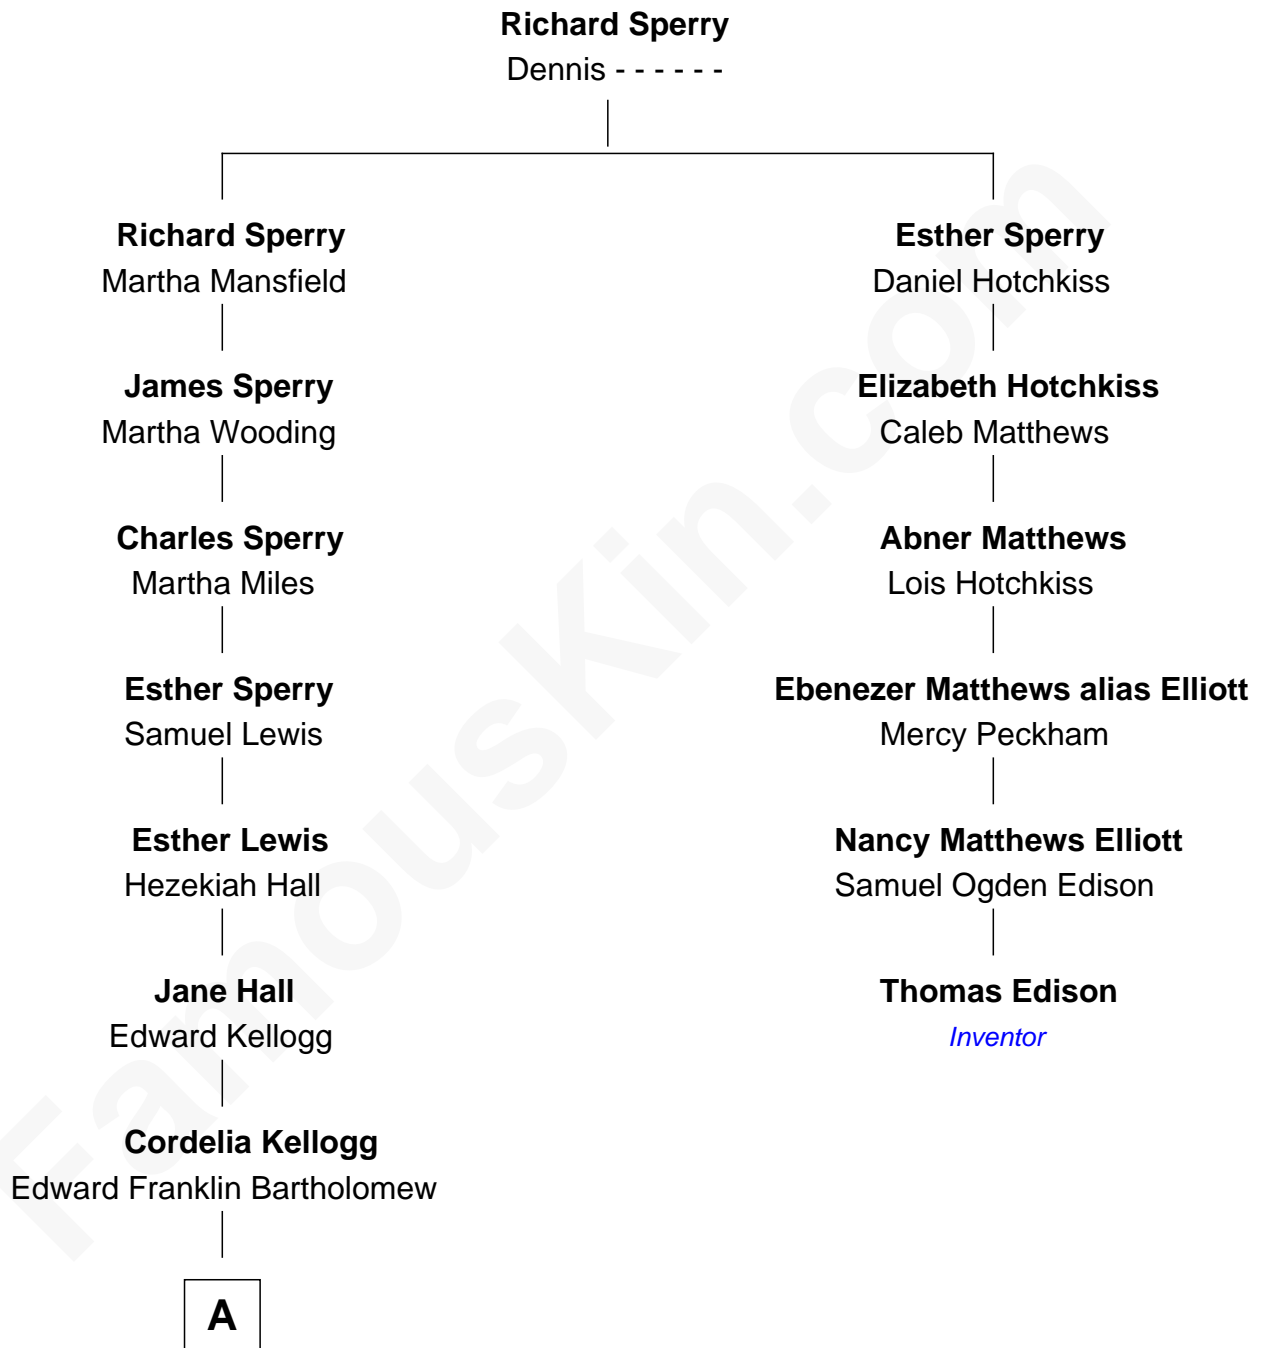 Richard Sperry
Dennis - - - - - -
Richard Sperry
Martha Mansfield
Esther Sperry
Daniel Hotchkiss
James Sperry
Martha Wooding
Elizabeth Hotchkiss
Caleb Matthews
Charles Sperry
Martha Miles
Abner Matthews
Lois Hotchkiss
Esther Sperry
Samuel Lewis
Ebenezer Matthews alias Elliott
Mercy Peckham
Esther Lewis
Hezekiah Hall
Nancy Matthews Elliott
Samuel Ogden Edison
Jane Hall
Edward Kellogg
Thomas Edison
Inventor
Cordelia Kellogg
Edward Franklin Bartholomew
A
FamousKin.com